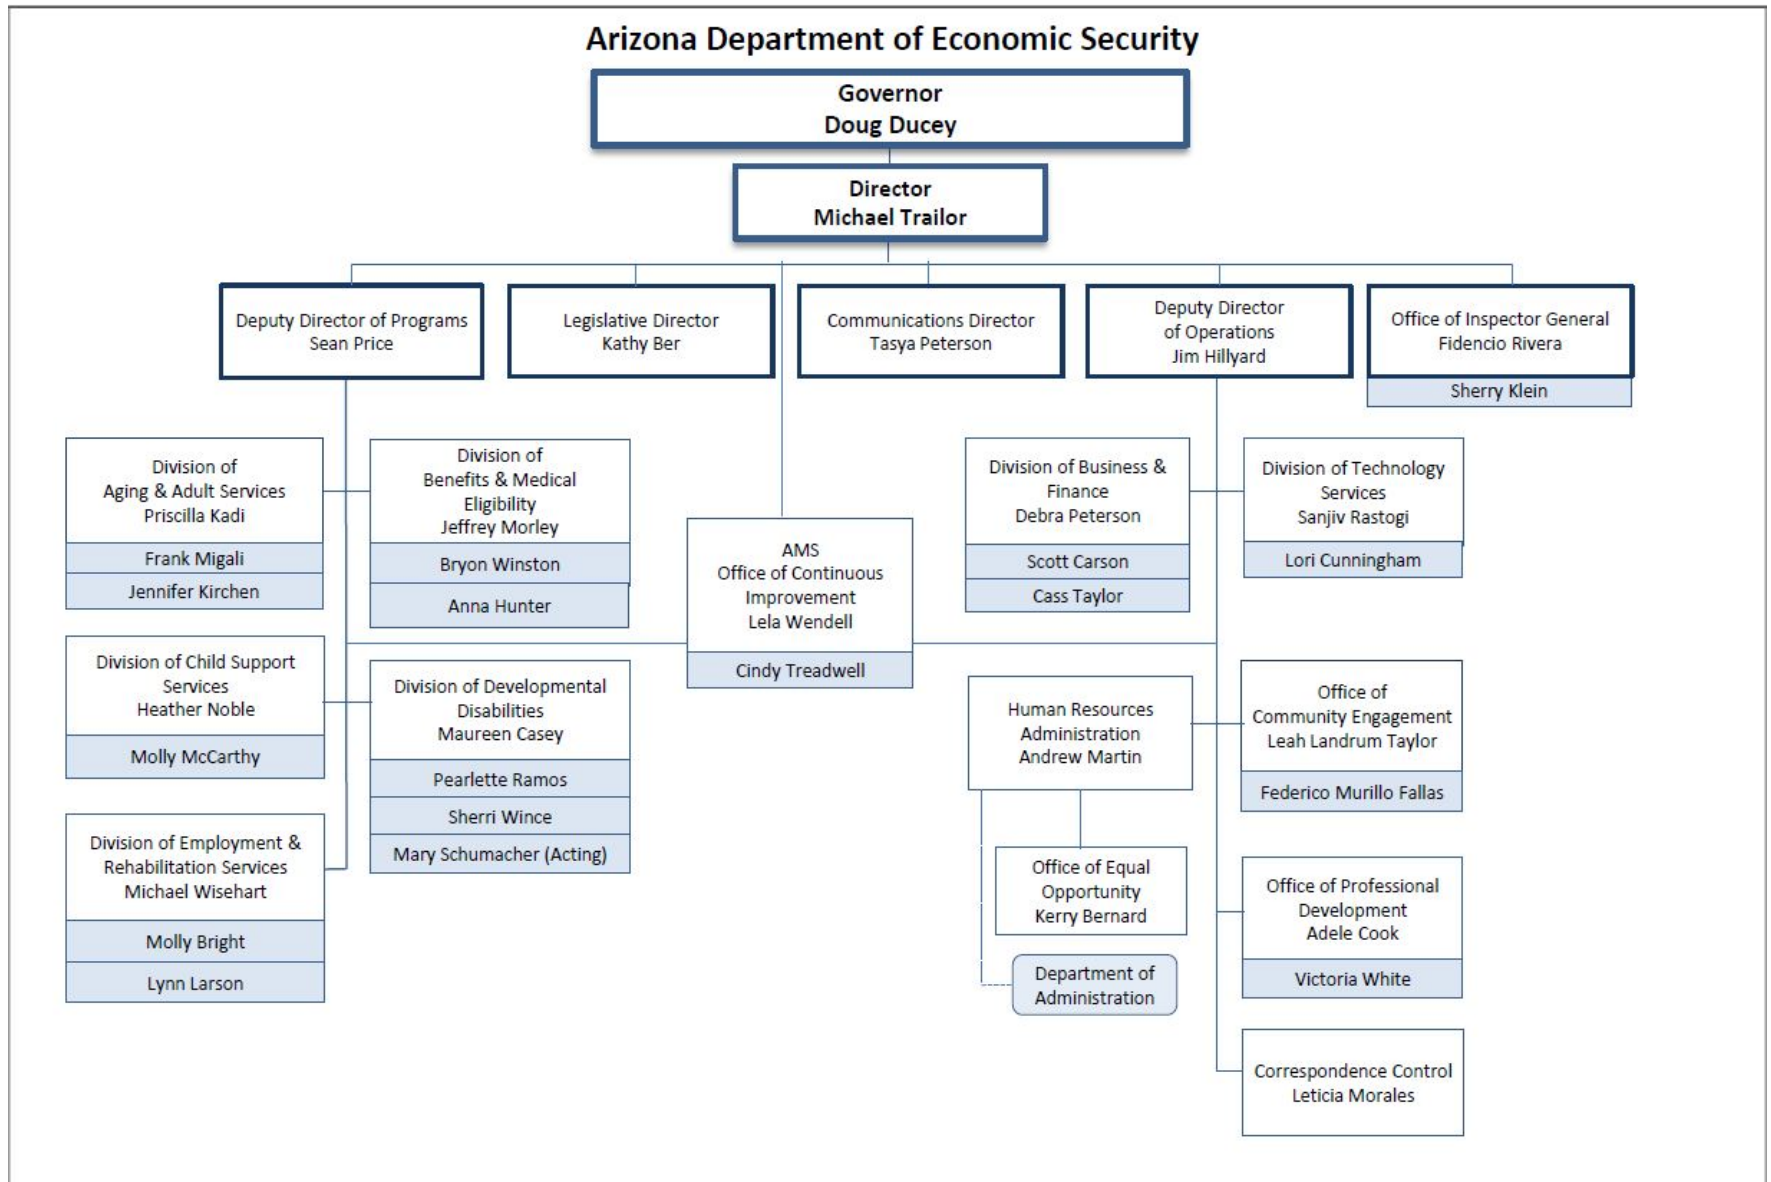 Arizona Department of Economic Security
Governor
Doug Ducey
Director
Michael Trailor
Deputy Director of Programs
Sean Price
Legislative Director
Kathy Ber
Communications Director
Tasya Peterson
Deputy Director
of Operations
Jim Hillyard
Office of Inspector General
Fidencio Rivera
Sherry Klein
Division of
Aging & Adult Services
Priscilla Kadi
Frank Migali
Jennifer Kirchen
Division of
Benefits & Medical
Eligibility
Jeffrey Morley
Bryon Winston
Anna Hunter
AMS
Office of Continuous
Improvement
Lela Wendell
Cindy Treadwell
Division of Business &
Finance
Debra Peterson
Scott Carson
Cass Taylor
Division of Technology
Services
Sanjiv Rastogi
Lori Cunningham
Division of Child Support
Services
Heather Noble
Molly McCarthy
Division of Developmental
Disabilities
Maureen Casey
Pearlette Ramos
Sherri Wince
Mary Schumacher (Acting)
Human Resources
Administration
Andrew Martin
Office of
Community Engagement
Leah Landrum Taylor
Federico Murillo Fallas
Division of Employment &
Rehabilitation Services
Michael Wisehart
Molly Bright
Lynn Larson
Office of Equal
Opportunity
Kerry Bernard
Department of
Administration
Office of Professional
Development
Adele Cook
Victoria White
Correspondence Control
Leticia Morales